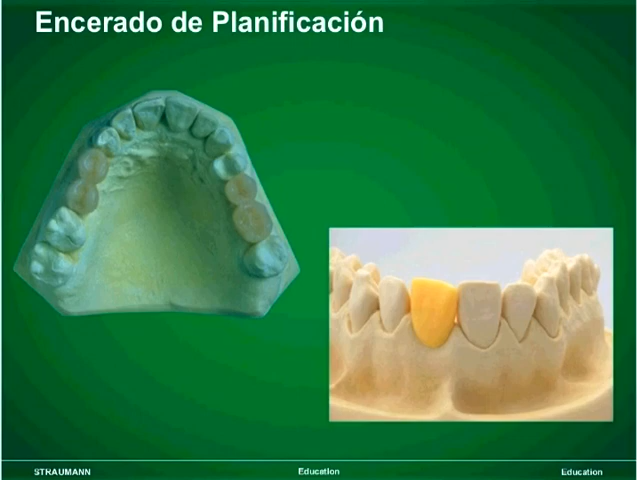 Encerado de Planificación
STRAUMANN
Education
Education